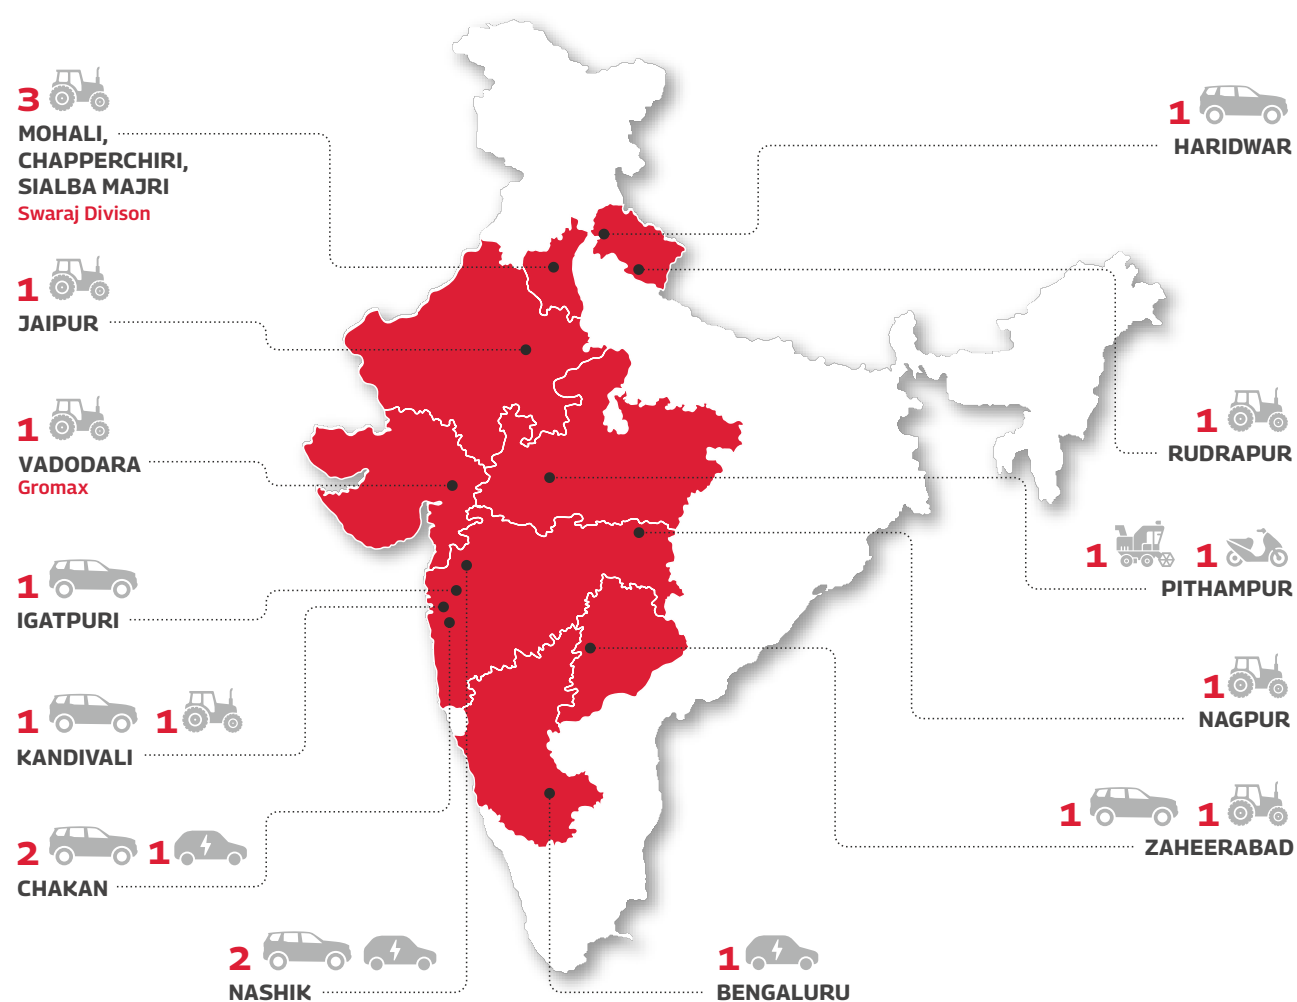 3
MOHALI,
CHAPPERCHIRI,
SIALBA MAJRI
Swaraj Divison
1
JAIPUR
1
VADODARA
Gromax
1
IGATPURI
1 1
KANDIVALI
2 1
CHAKAN
2
NASHIK
1
BENGALURU
1
HARIDWAR
1
RUDRAPUR
1 1
PITHAMPUR
1
NAGPUR
1 1
ZAHEERABAD